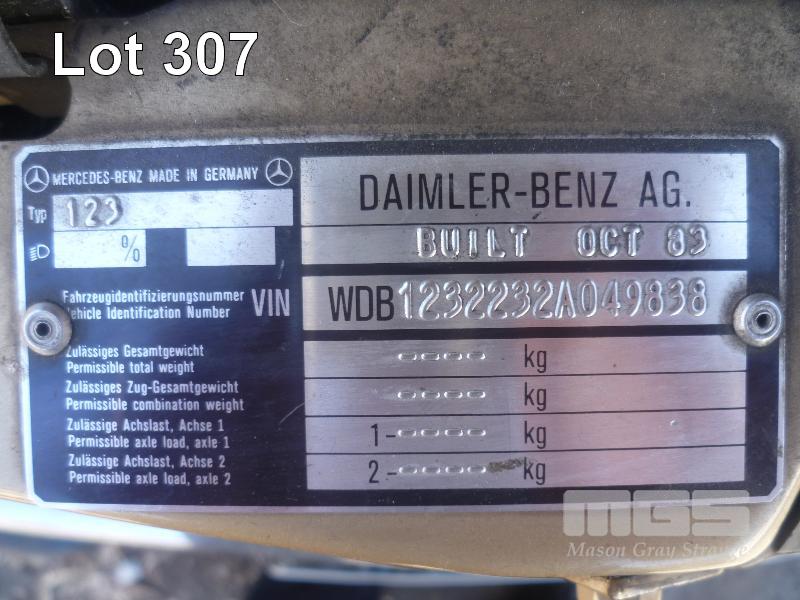 Lot 307
MERCEDES-BENZ MADE IN GERMANY
Typ 123
%
DAIMLER-BENZ AG.
BUILT OCT 83
Fahrzeugidentifizierungsnummer
Vehicle Identification Number VIN
WDB1232232A049838
Zulässiges Gesamtgewicht
Permissible total weight
---- kg
Zulässiges Zug-Gesamtgewicht
Permissible combination weight
---- kg
Zulässige Achslast, Achse 1
Permissible axle load, axle 1
1----- kg
Zulässige Achslast, Achse 2
Permissible axle load, axle 2
2----- kg
MGS
Mason Gray Strange